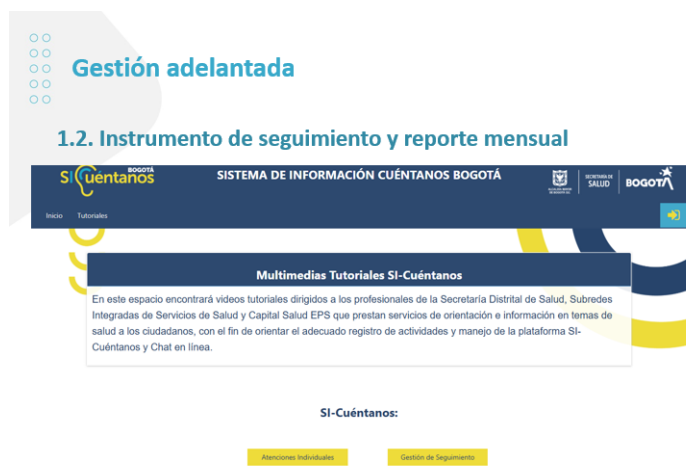 Gestión adelantada
1.2. Instrumento de seguimiento y reporte mensual
SI Cuéntanos
BOGOTÁ
SISTEMA DE INFORMACIÓN CUÉNTANOS BOGOTÁ
SECRETARÍA DE
SALUD
BOGOTÁ
Inicio Tutoriales
Multimedias Tutoriales SI-Cuéntanos
En este espacio encontrará videos tutoriales dirigidos a los profesionales de la Secretaría Distrital de Salud, Subredes
Integradas de Servicios de Salud y Capital Salud EPS que prestan servicios de orientación e información en temas de
salud a los ciudadanos, con el fin de orientar el adecuado registro de actividades y manejo de la plataforma SI-
Cuéntanos y Chat en línea.
SI-Cuéntanos:
Atenciones Individuales Gestión de Seguimiento